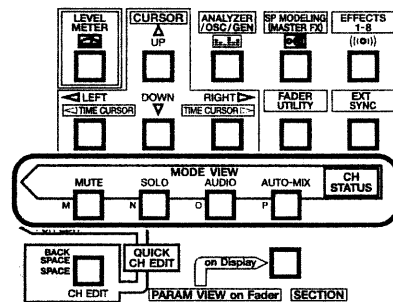 LEVEL METER
CURSOR
UP
ANALYZER /OSC/GEN
SP MODELING (MASTER FX)
EFFECTS 1-8
LEFT
DOWN
RIGHT
TIME CURSOR
TIME CURSOR
FADER UTILITY
EXT SYNC
MODE VIEW
CH STATUS
MUTE
SOLO
AUDIO
AUTO-MIX
M
N
O
P
BACK SPACE
SPACE
QUICK CH EDIT
on Display
CH EDIT
PARAM VIEW on Fader
SECTION